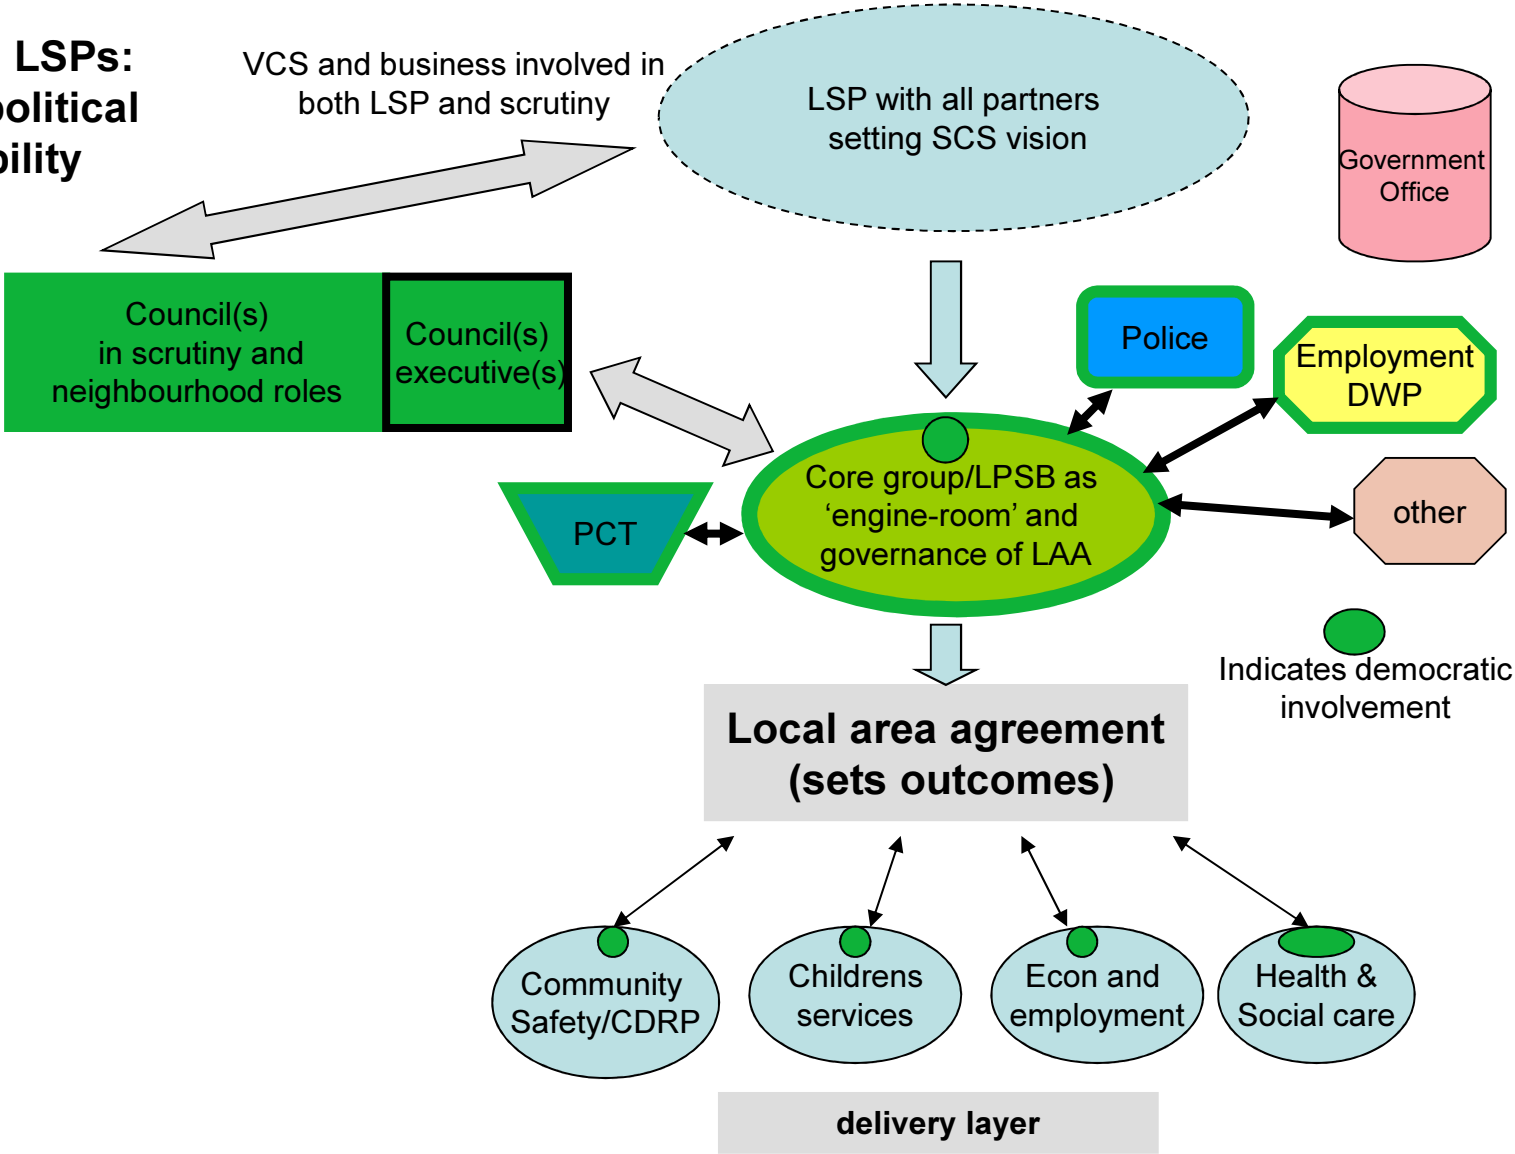 LSPs:
political
bility
VCS and business involved in
both LSP and scrutiny
LSP with all partners
setting SCS vision
Government
Office
Council(s)
in scrutiny and
neighbourhood roles
Council(s)
executive(s)
Police
Employment
DWP
Core group/LPSB as
‘engine-room’ and
governance of LAA
PCT
other
Indicates democratic
involvement
Local area agreement
(sets outcomes)
Community
Safety/CDRP
Childrens
services
Econ and
employment
Health &
Social care
delivery layer